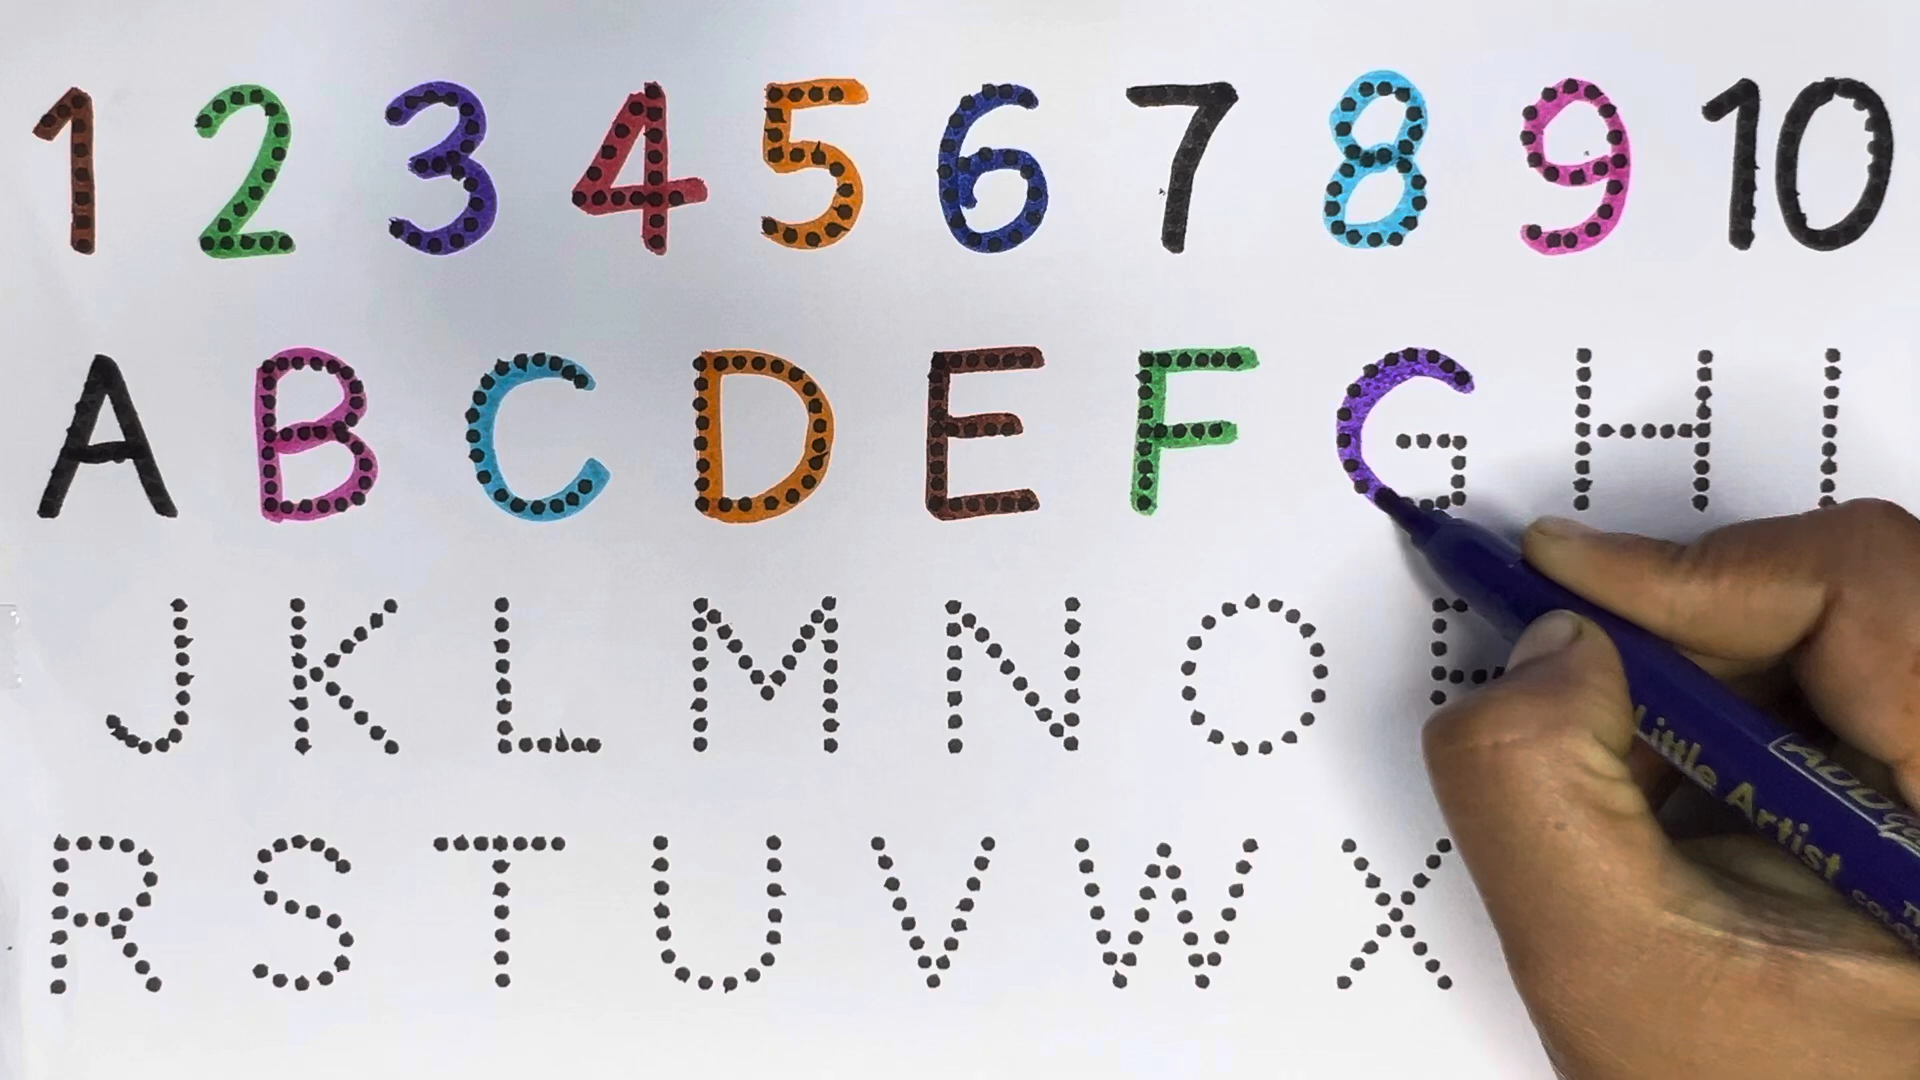 1 2 3 4 5 6 7 8 9 10
A B C D E F G H I
J K L M N O P
R S T U V W X
Little Artist